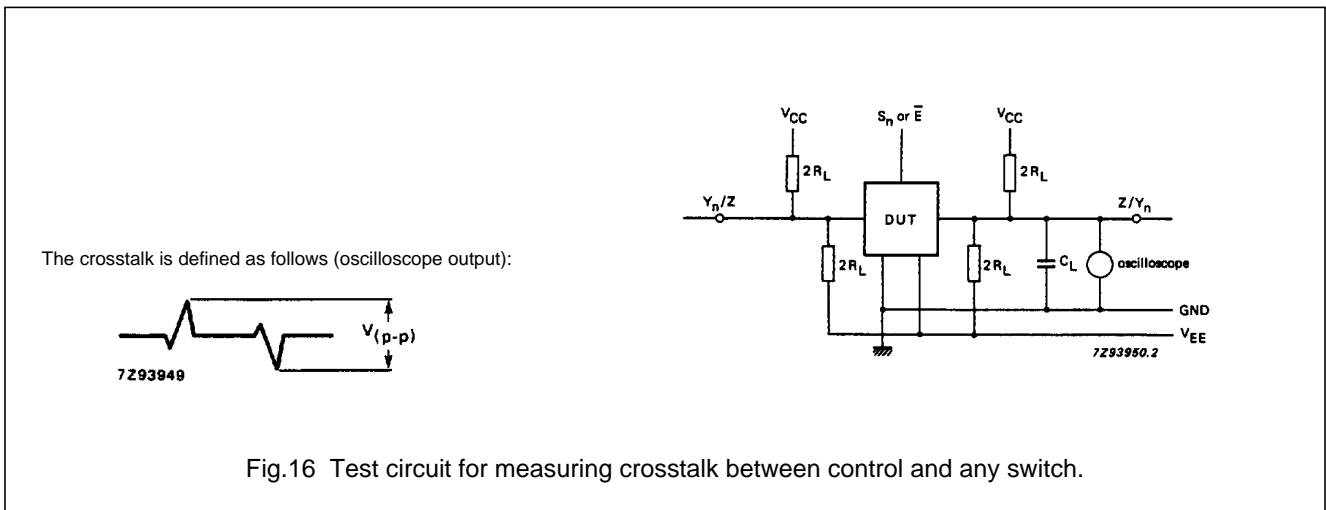 The crosstalk is defined as follows (oscilloscope output):
V(p-p)
7Z93949
VCC
Sn or E̅
VCC
2RL
2RL
Yn/Z
DUT
Z/Yn
2RL
2RL
CL
oscilloscope
GND
VEE
7Z93950.2
Fig.16 Test circuit for measuring crosstalk between control and any switch.